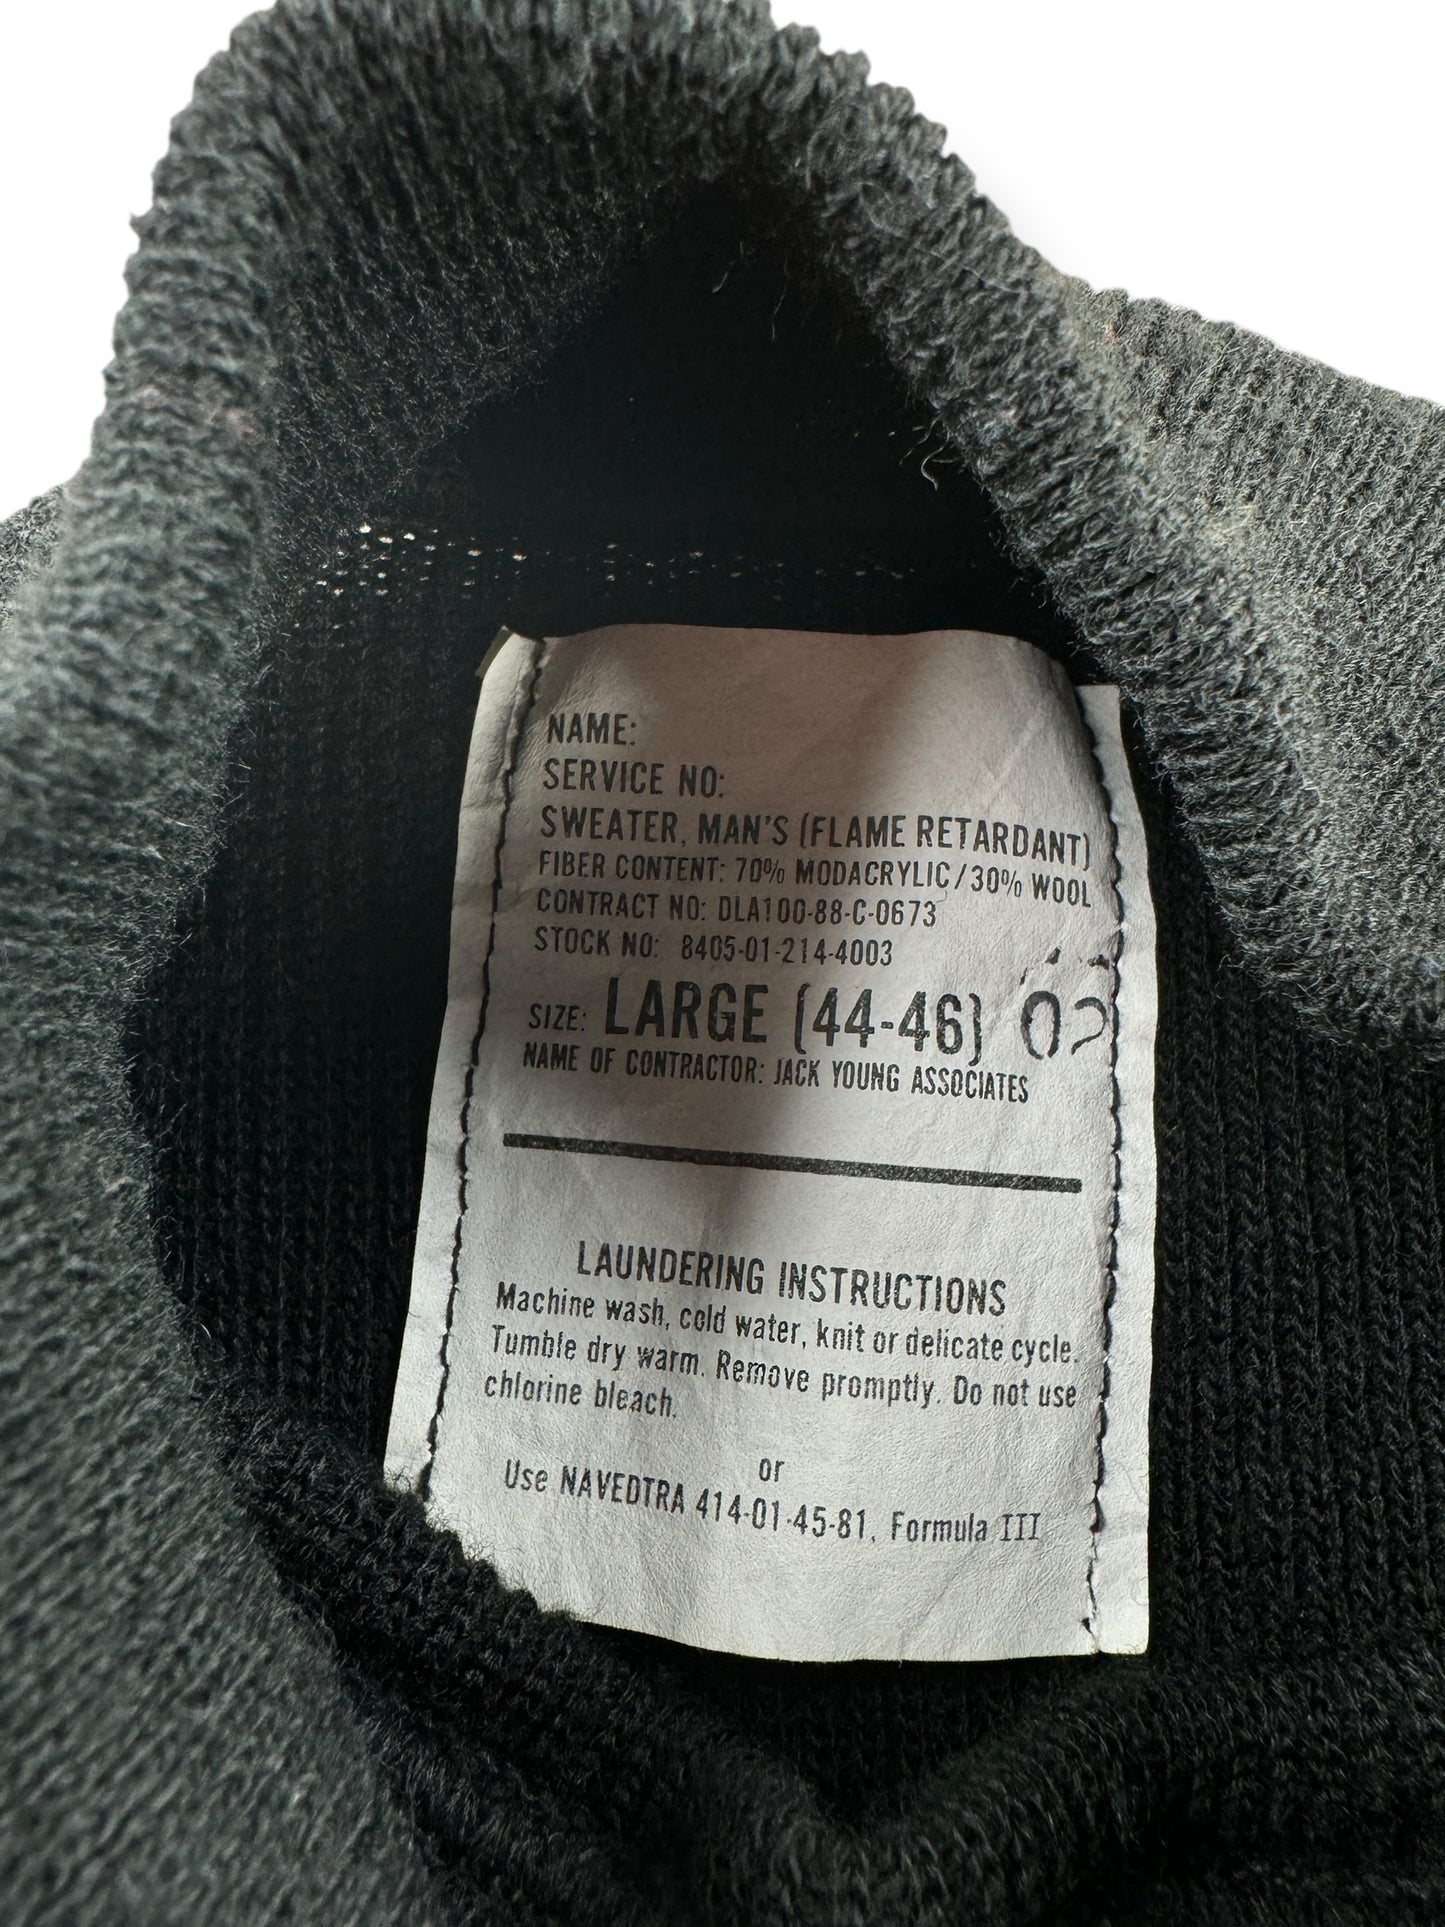 NAME:
SERVICE NO:
SWEATER, MAN'S (FLAME RETARDANT)
FIBER CONTENT: 70% MODACRYLIC/30% WOOL
CONTRACT NO: DLA100-88-C-0673
STOCK NO: 8405-01-214-4003
SIZE: LARGE (44-46) 02
NAME OF CONTRACTOR: JACK YOUNG ASSOCIATES
LAUNDERING INSTRUCTIONS
Machine wash, cold water, knit or delicate cycle.
Tumble dry warm. Remove promptly. Do not use
chlorine bleach.
or
Use NAVEDTRA 414-01-45-81, Formula III